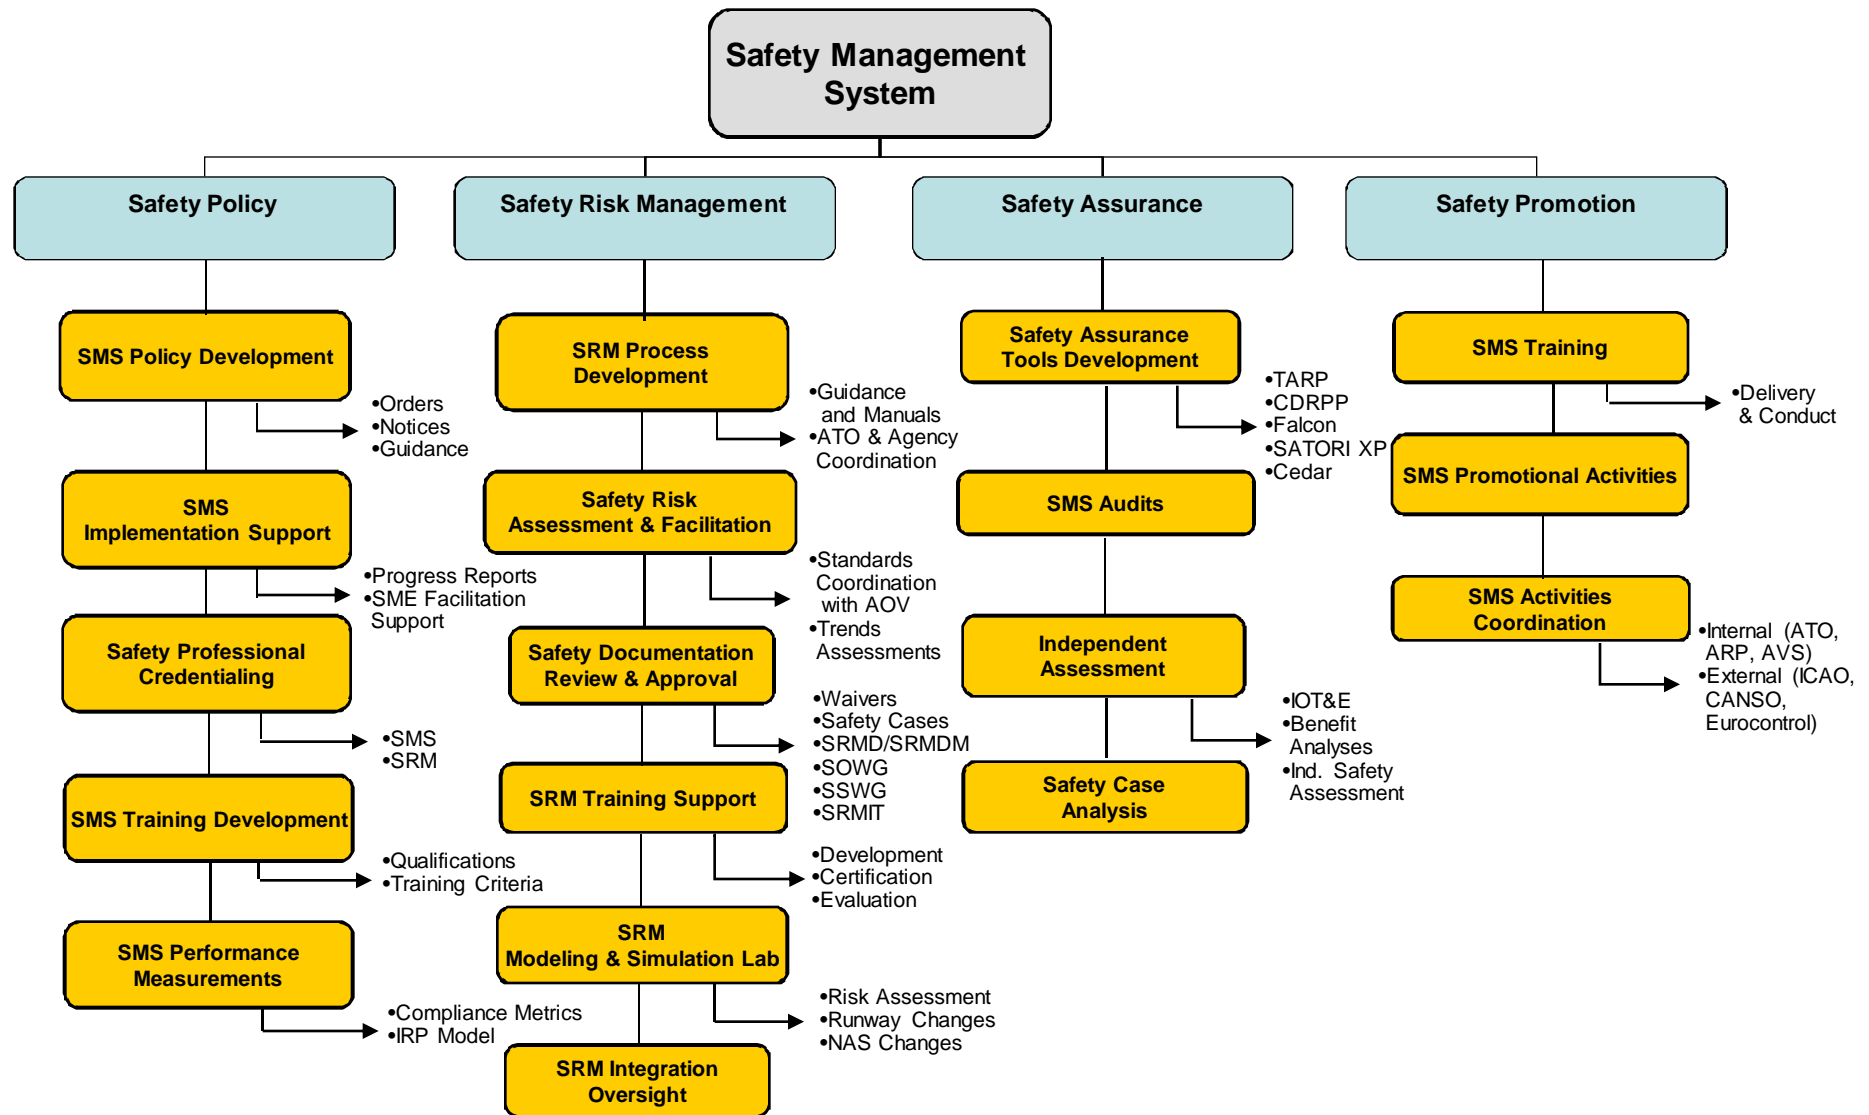 Safety Management
System
Safety Policy
SMS Policy Development
•Orders
•Notices
•Guidance
SMS
Implementation Support
•Progress Reports
•SME Facilitation
Support
Safety Professional
Credentialing
•SMS
•SRM
SMS Training Development
•Qualifications
•Training Criteria
SMS Performance
Measurements
•Compliance Metrics
•IRP Model
Safety Risk Management
SRM Process
Development
•Guidance
and Manuals
•ATO & Agency
Coordination
Safety Risk
Assessment & Facilitation
•Standards
Coordination
with AOV
•Trends
Assessments
Safety Documentation
Review & Approval
•Waivers
•Safety Cases
•SRMD/SRMDM
•SOWG
•SSWG
•SRMIT
SRM Training Support
•Development
•Certification
•Evaluation
SRM
Modeling & Simulation Lab
•Risk Assessment
•Runway Changes
•NAS Changes
SRM Integration
Oversight
Safety Assurance
Safety Assurance
Tools Development
•TARP
•CDRPP
•Falcon
•SATORI XP
•Cedar
SMS Audits
Independent
Assessment
•IOT&E
•Benefit
Analyses
•Ind. Safety
Assessment
Safety Case
Analysis
Safety Promotion
SMS Training
•Delivery
& Conduct
SMS Promotional Activities
SMS Activities
Coordination
•Internal (ATO,
ARP, AVS)
•External (ICAO,
CANSO,
Eurocontrol)